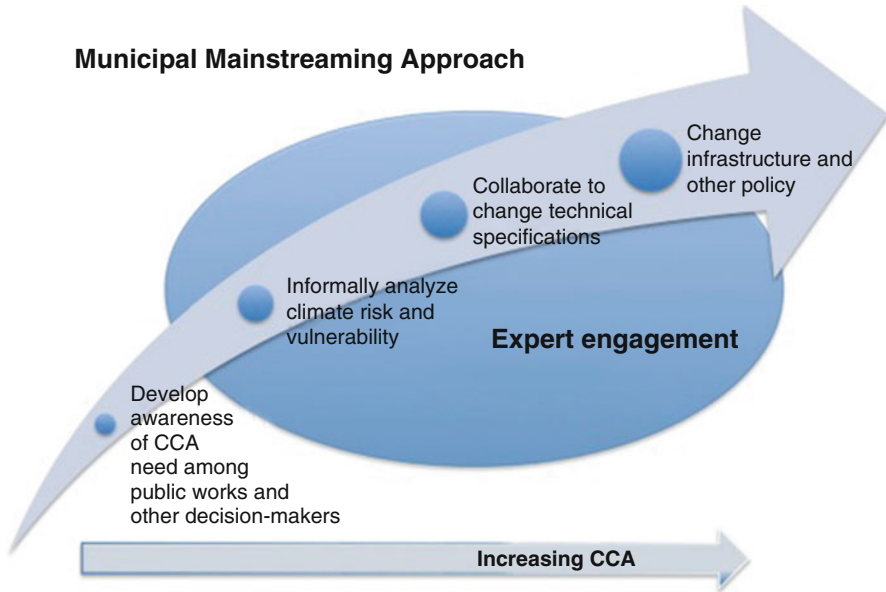 Municipal Mainstreaming Approach
Change
infrastructure and
other policy
Collaborate to
change technical
specifications
Informally analyze
climate risk and
vulnerability
Expert engagement
Develop
awareness
of CCA
need among
public works and
other decision-makers
Increasing CCA